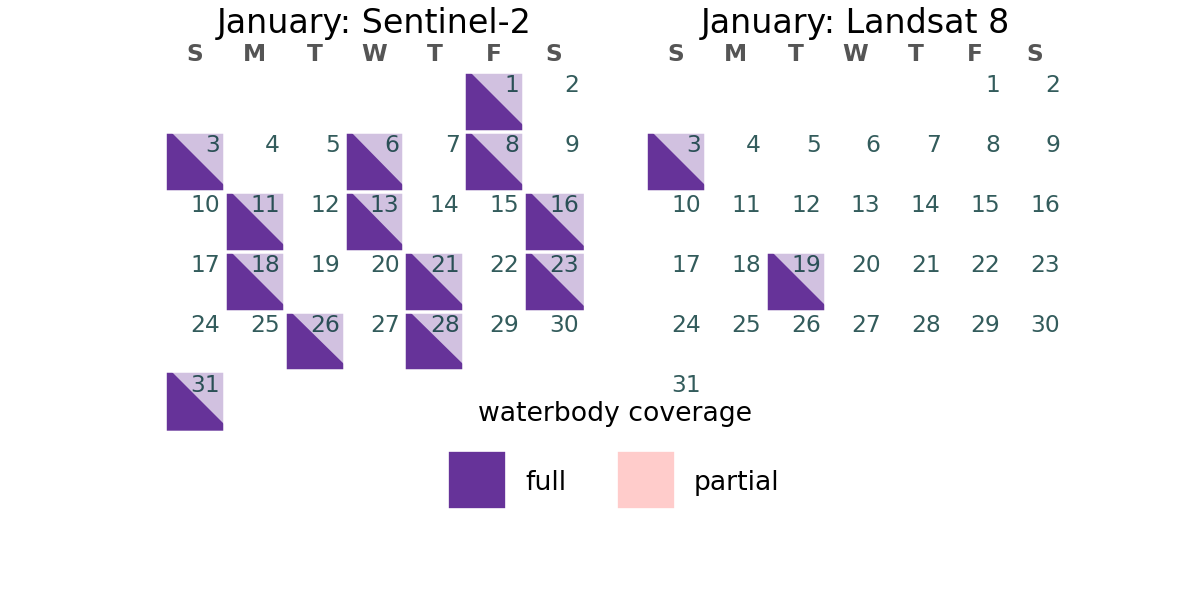 January: Sentinel-2
S M T W T F S
1 2
3 4 5 6 7 8 9
10 11 12 13 14 15 16
17 18 19 20 21 22 23
24 25 26 27 28 29 30
31
January: Landsat 8
S M T W T F S
1 2
3 4 5 6 7 8 9
10 11 12 13 14 15 16
17 18 19 20 21 22 23
24 25 26 27 28 29 30
31
waterbody coverage
full partial